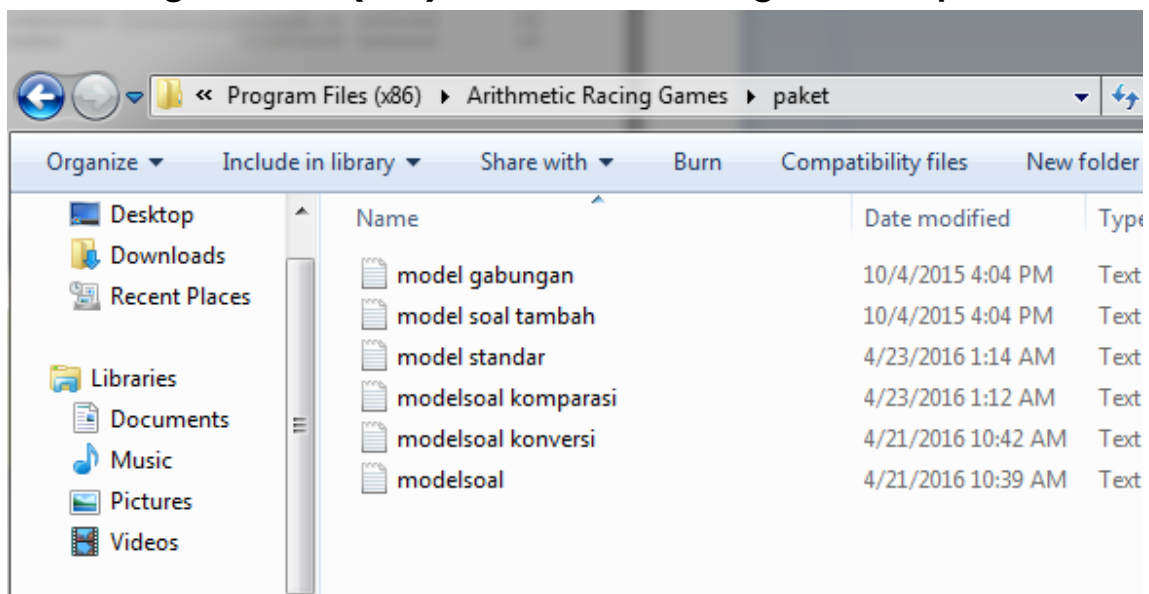 « Program Files (x86) ▸ Arithmetic Racing Games ▸ paket
Organize Include in library Share with Burn Compatibility files New folder
Desktop
Downloads
Recent Places
Libraries
Documents
Music
Pictures
Videos
Name Date modified Type
model gabungan 10/4/2015 4:04 PM Text
model soal tambah 10/4/2015 4:04 PM Text
model standar 4/23/2016 1:14 AM Text
modelsoal komparasi 4/23/2016 1:12 AM Text
modelsoal konversi 4/21/2016 10:42 AM Text
modelsoal 4/21/2016 10:39 AM Text